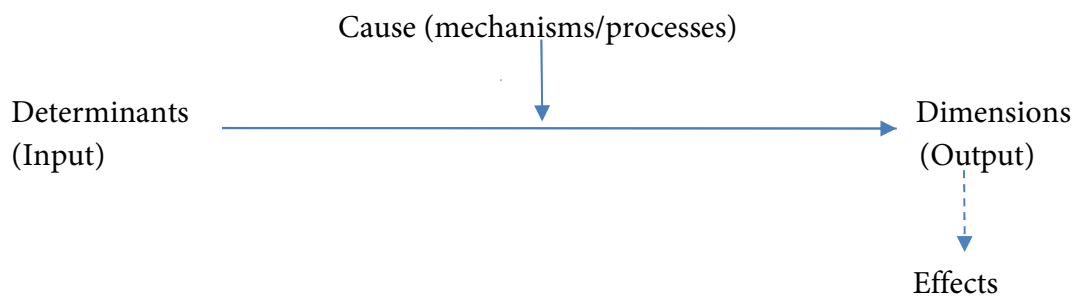 Cause (mechanisms/processes)
Determinants
(Input)
Dimensions
(Output)
Effects